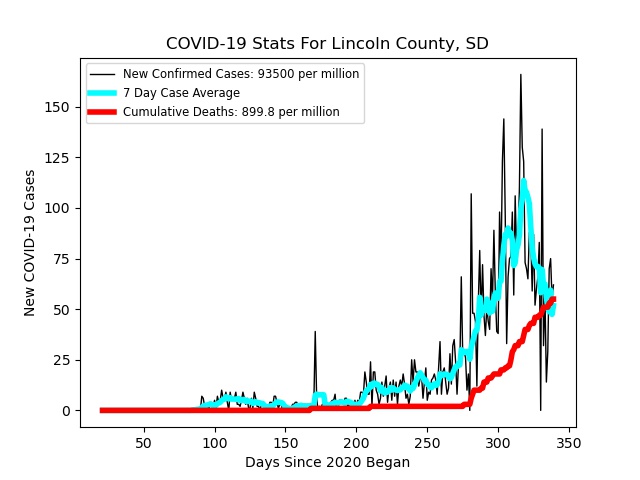 COVID-19 Stats For Lincoln County, SD
New Confirmed Cases: 93500 per million
7 Day Case Average
Cumulative Deaths: 899.8 per million
New COVID-19 Cases
150
125
100
75
50
25
0
50 100 150 200 250 300 350
Days Since 2020 Began